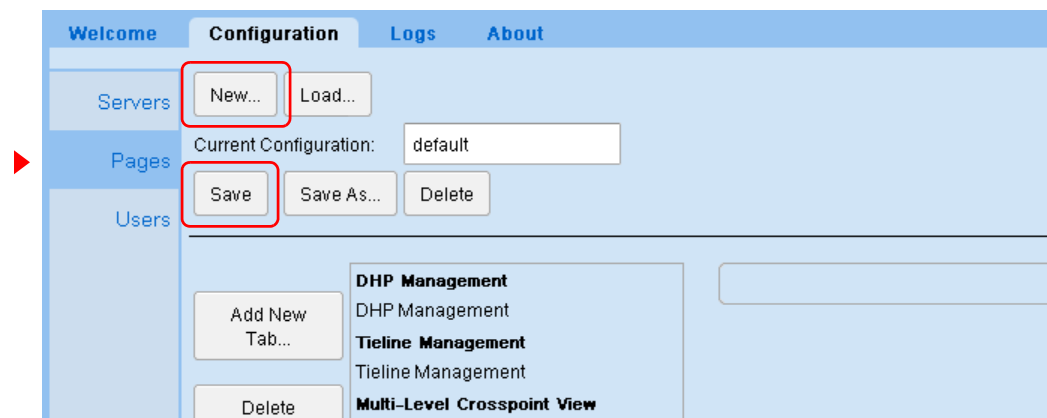 Welcome Configuration Logs About
Servers
Pages
Users
New... Load...
Current Configuration: default
Save Save As... Delete
Add New
Tab...
Delete
DHP Management
DHP Management
Tieline Management
Tieline Management
Multi-Level Crosspoint View